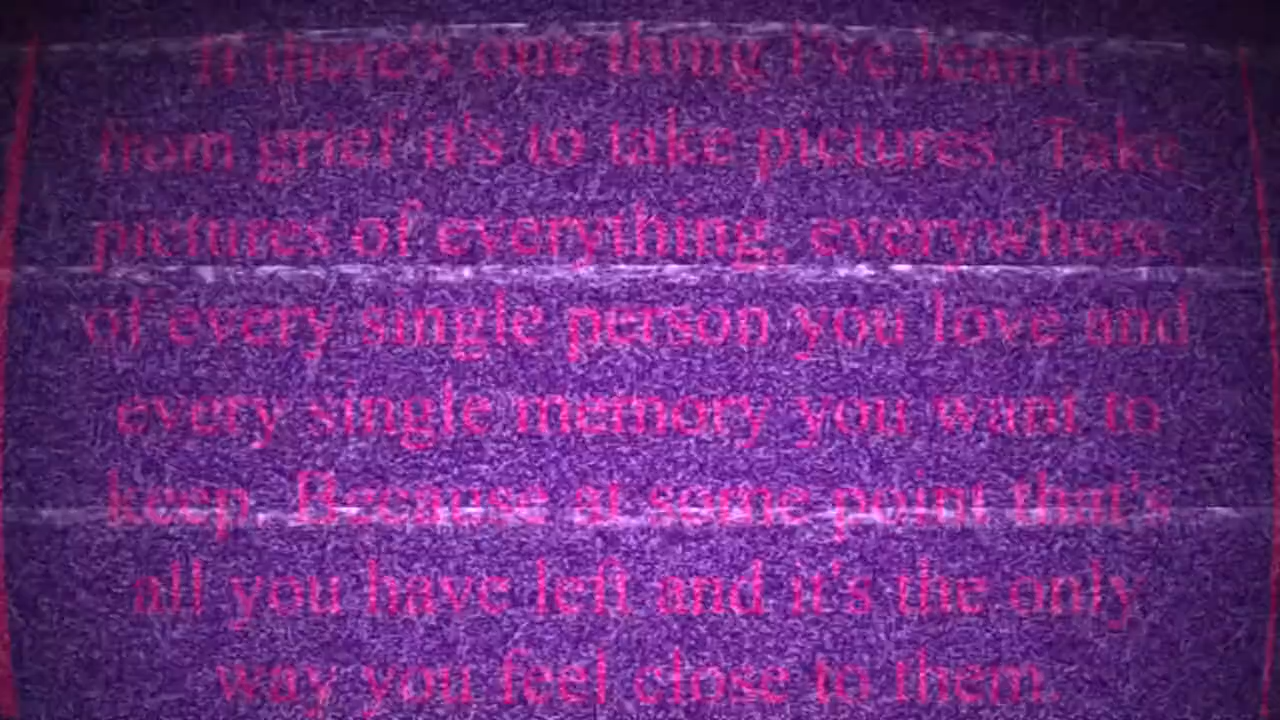 If there's one thing I've learnt
from grief it's to take pictures. Take
pictures of everything, everywhere,
of every single person you love and
every single memory you want to
keep. Because at some point that's
all you have left and it's the only
way you feel close to them.